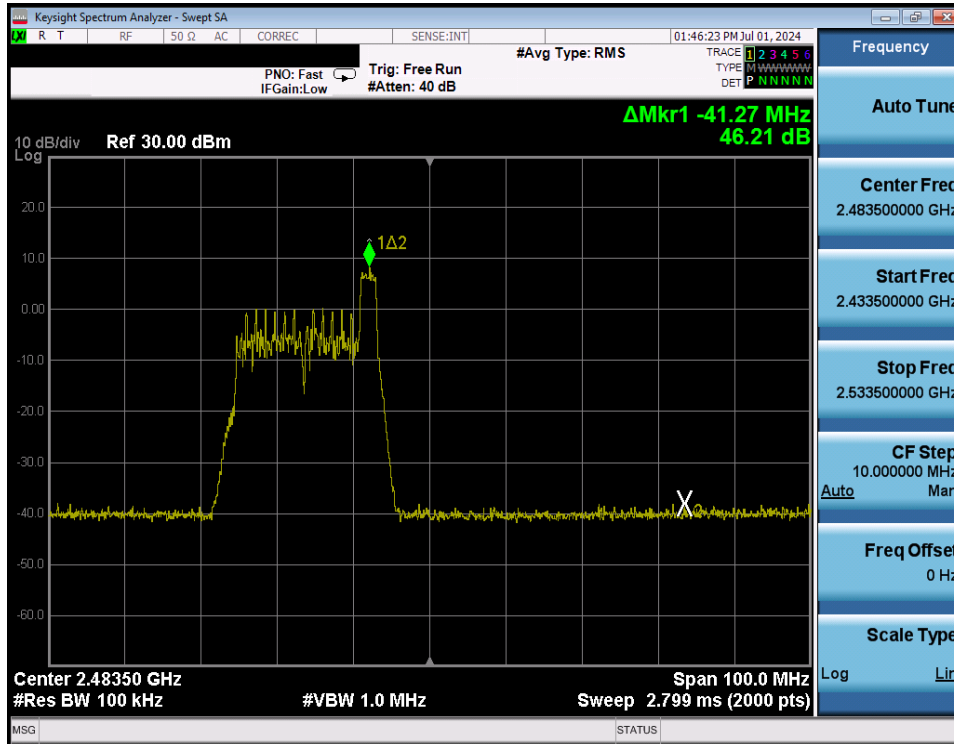 Keysight Spectrum Analyzer - Swept SA
LXI R T RF 50 Ω AC CORREC SENSE:INT 01:46:23 PM Jul 01, 2024
#Avg Type: RMS TRACE 1 2 3 4 5 6
PNO: Fast Trig: Free Run TYPE M W W W W W
IFGain:Low #Atten: 40 dB DET P N N N N N
ΔMkr1 -41.27 MHz
10 dB/div Ref 30.00 dBm 46.21 dB
Log
20.0
1Δ2
10.0
0.00
-10.0
-20.0
-30.0
-40.0
X2
-50.0
-60.0
Center 2.48350 GHz Span 100.0 MHz
#Res BW 100 kHz #VBW 1.0 MHz Sweep 2.799 ms (2000 pts)
MSG STATUS
Frequency
Auto Tune
Center Freq
2.483500000 GHz
Start Freq
2.433500000 GHz
Stop Freq
2.533500000 GHz
CF Step
10.000000 MHz
Auto Man
Freq Offset
0 Hz
Scale Type
Log Lin